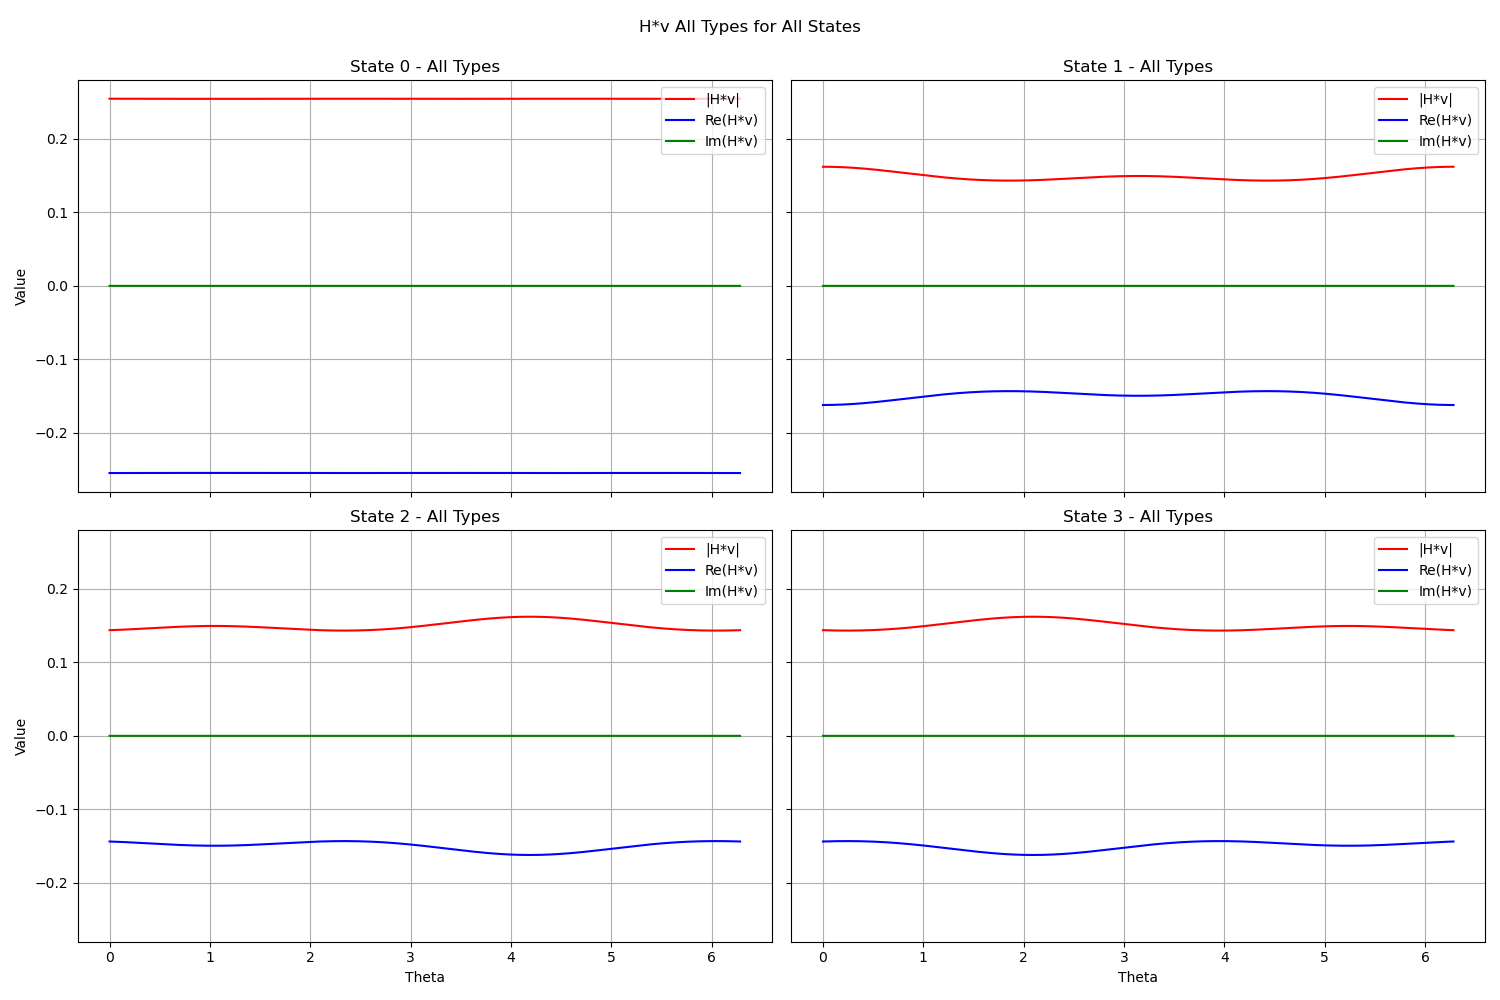 H*v All Types for All States
State 0 - All Types
State 1 - All Types
|H*v|
Re(H*v)
Im(H*v)
|H*v|
Re(H*v)
Im(H*v)
Value
0.2
0.1
0.0
−0.1
−0.2
State 2 - All Types
State 3 - All Types
|H*v|
Re(H*v)
Im(H*v)
|H*v|
Re(H*v)
Im(H*v)
Value
0.2
0.1
0.0
−0.1
−0.2
0 1 2 3 4 5 6
0 1 2 3 4 5 6
Theta
Theta